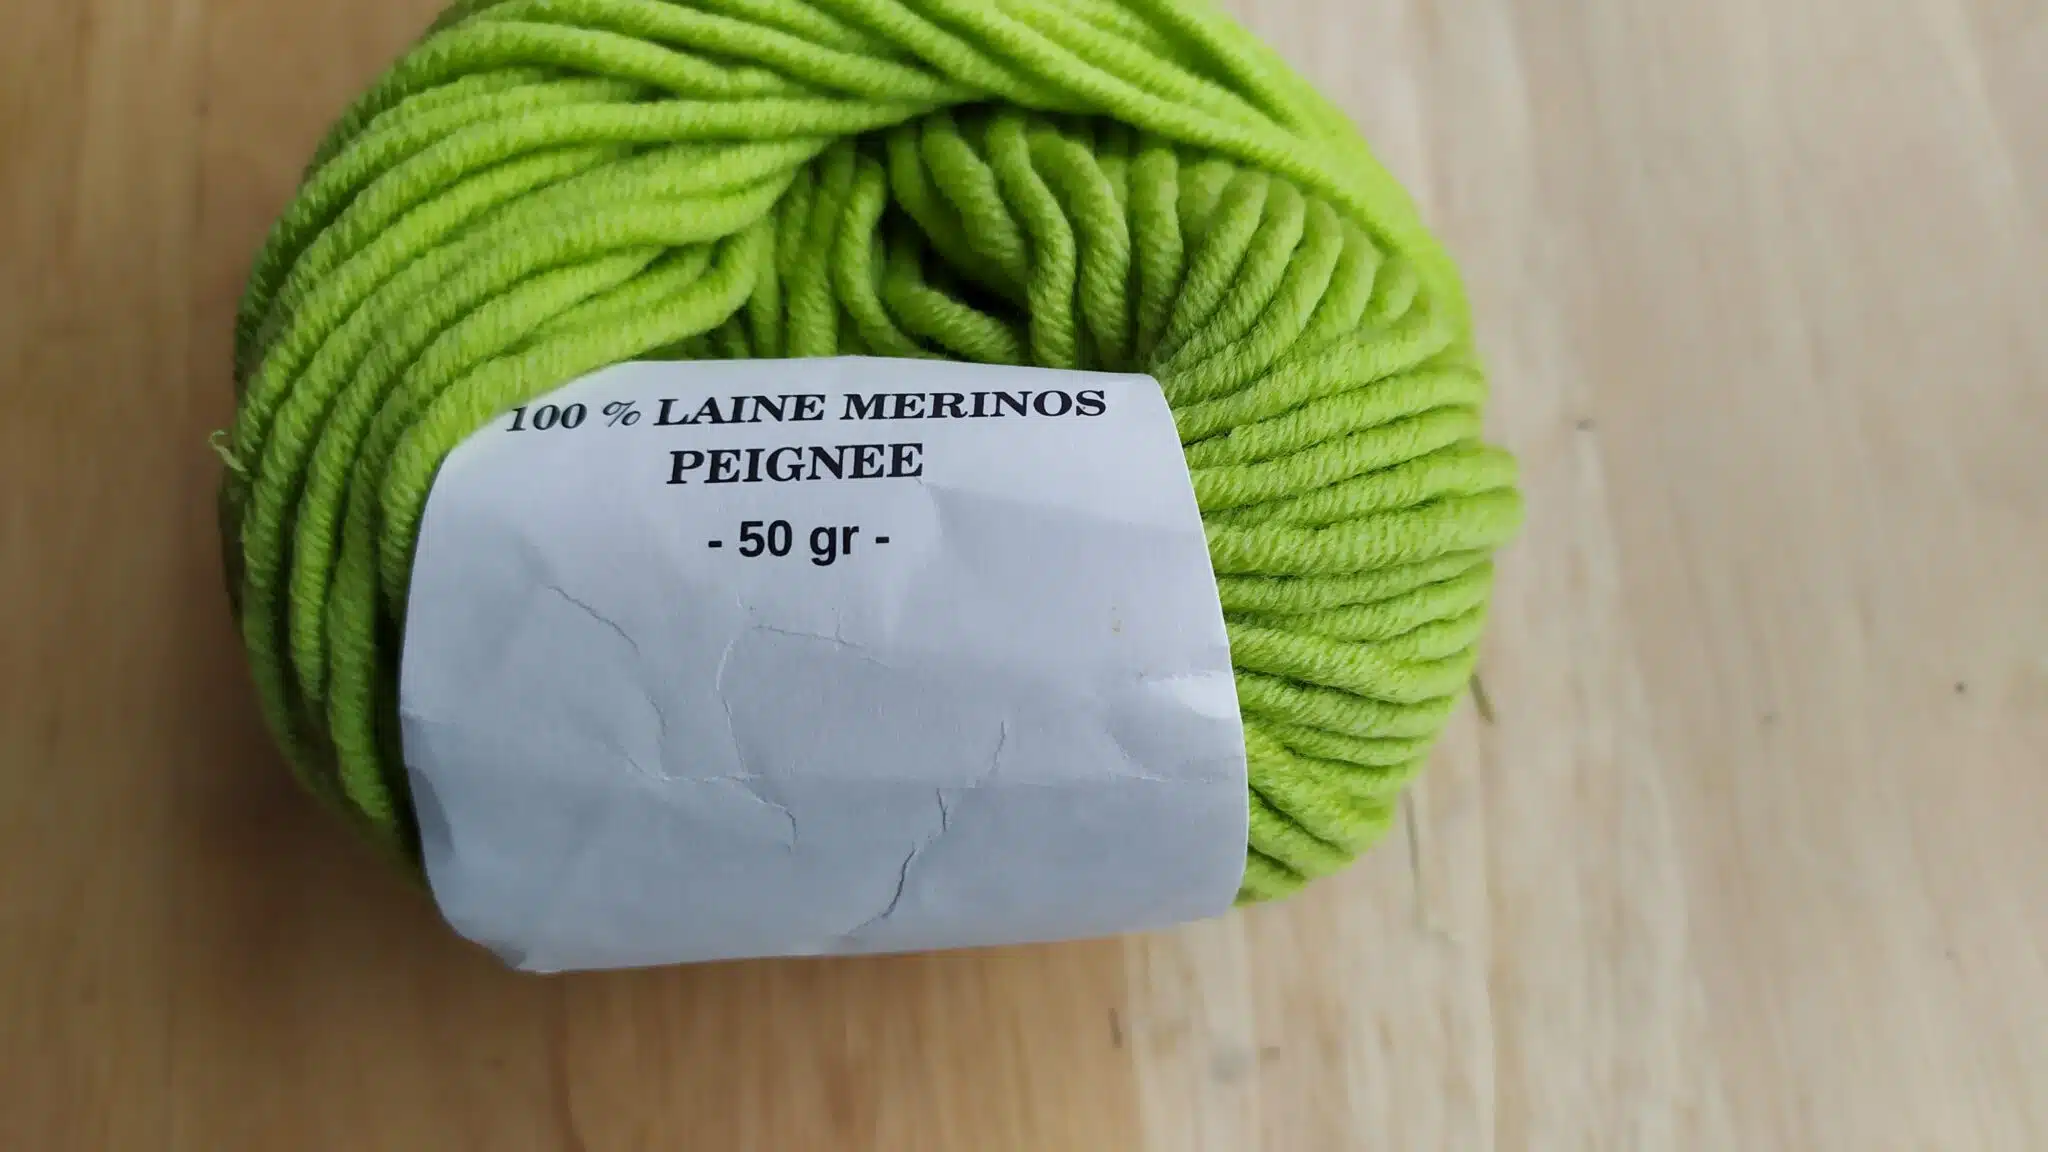 100 % LAINE MERINOS
PEIGNEE
- 50 gr -